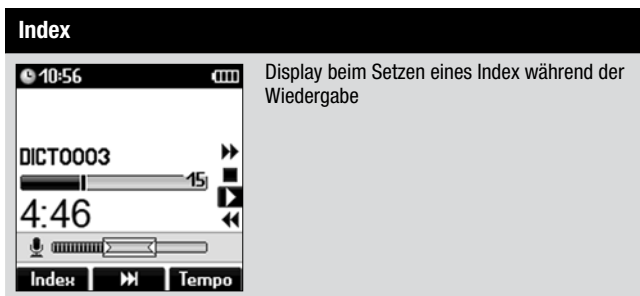 Index
10:56
Display beim Setzen eines Index während der
Wiedergabe
DICT0003
15
4:46
Index
Tempo